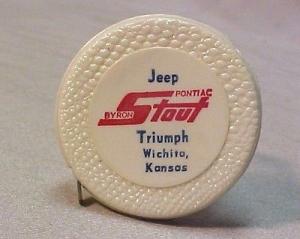 Jeep
PONTIAC
BYRON Stout
Triumph
Wichita,
Kansas